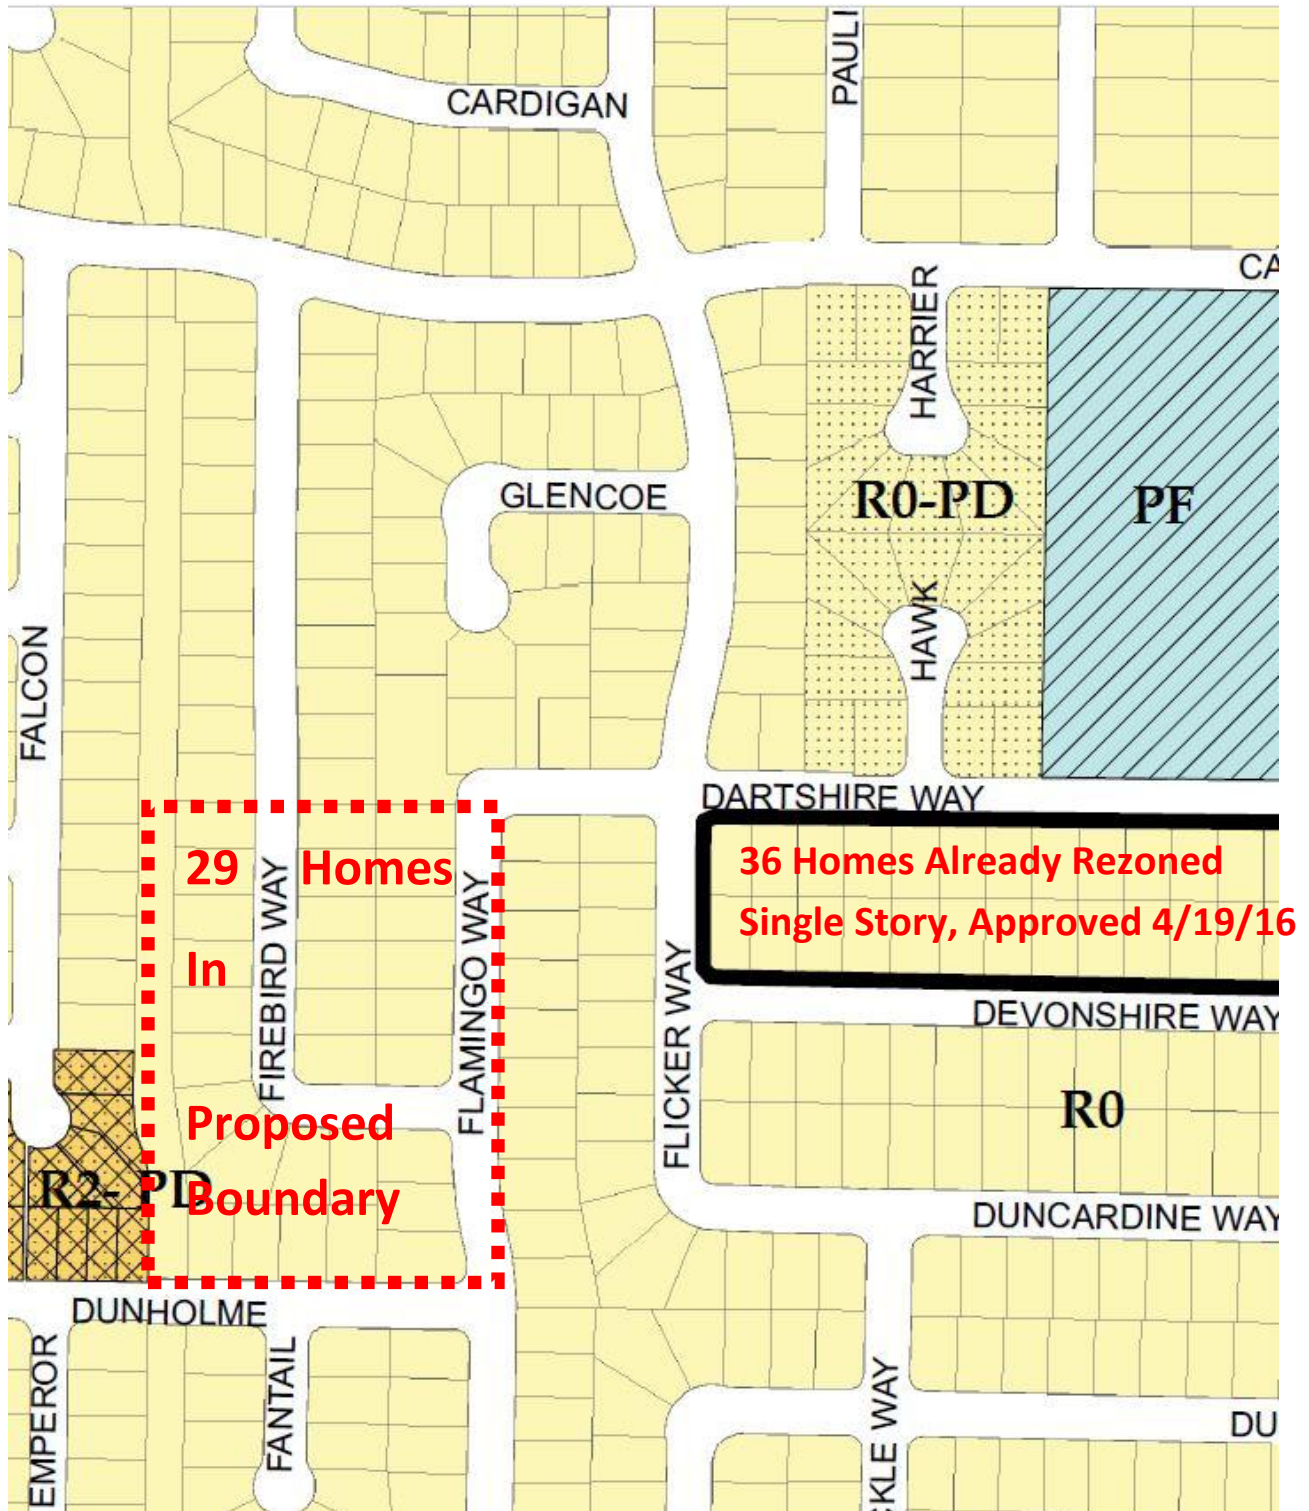 CARDIGAN
PAULI
CA
HARRIER
GLENCOE
R0-PD
PF
HAWK
FALCON
DARTSHIRE WAY
29 Homes
In
Proposed
Boundary
FIREBIRD WAY
FLAMINGO WAY
36 Homes Already Rezoned
Single Story, Approved 4/19/16
FLICKER WAY
DEVONSHIRE WAY
R0
R2-PD
DUNCARDINE WAY
DUNHOLME
EMPEROR
FANTAIL
KLE WAY
DU